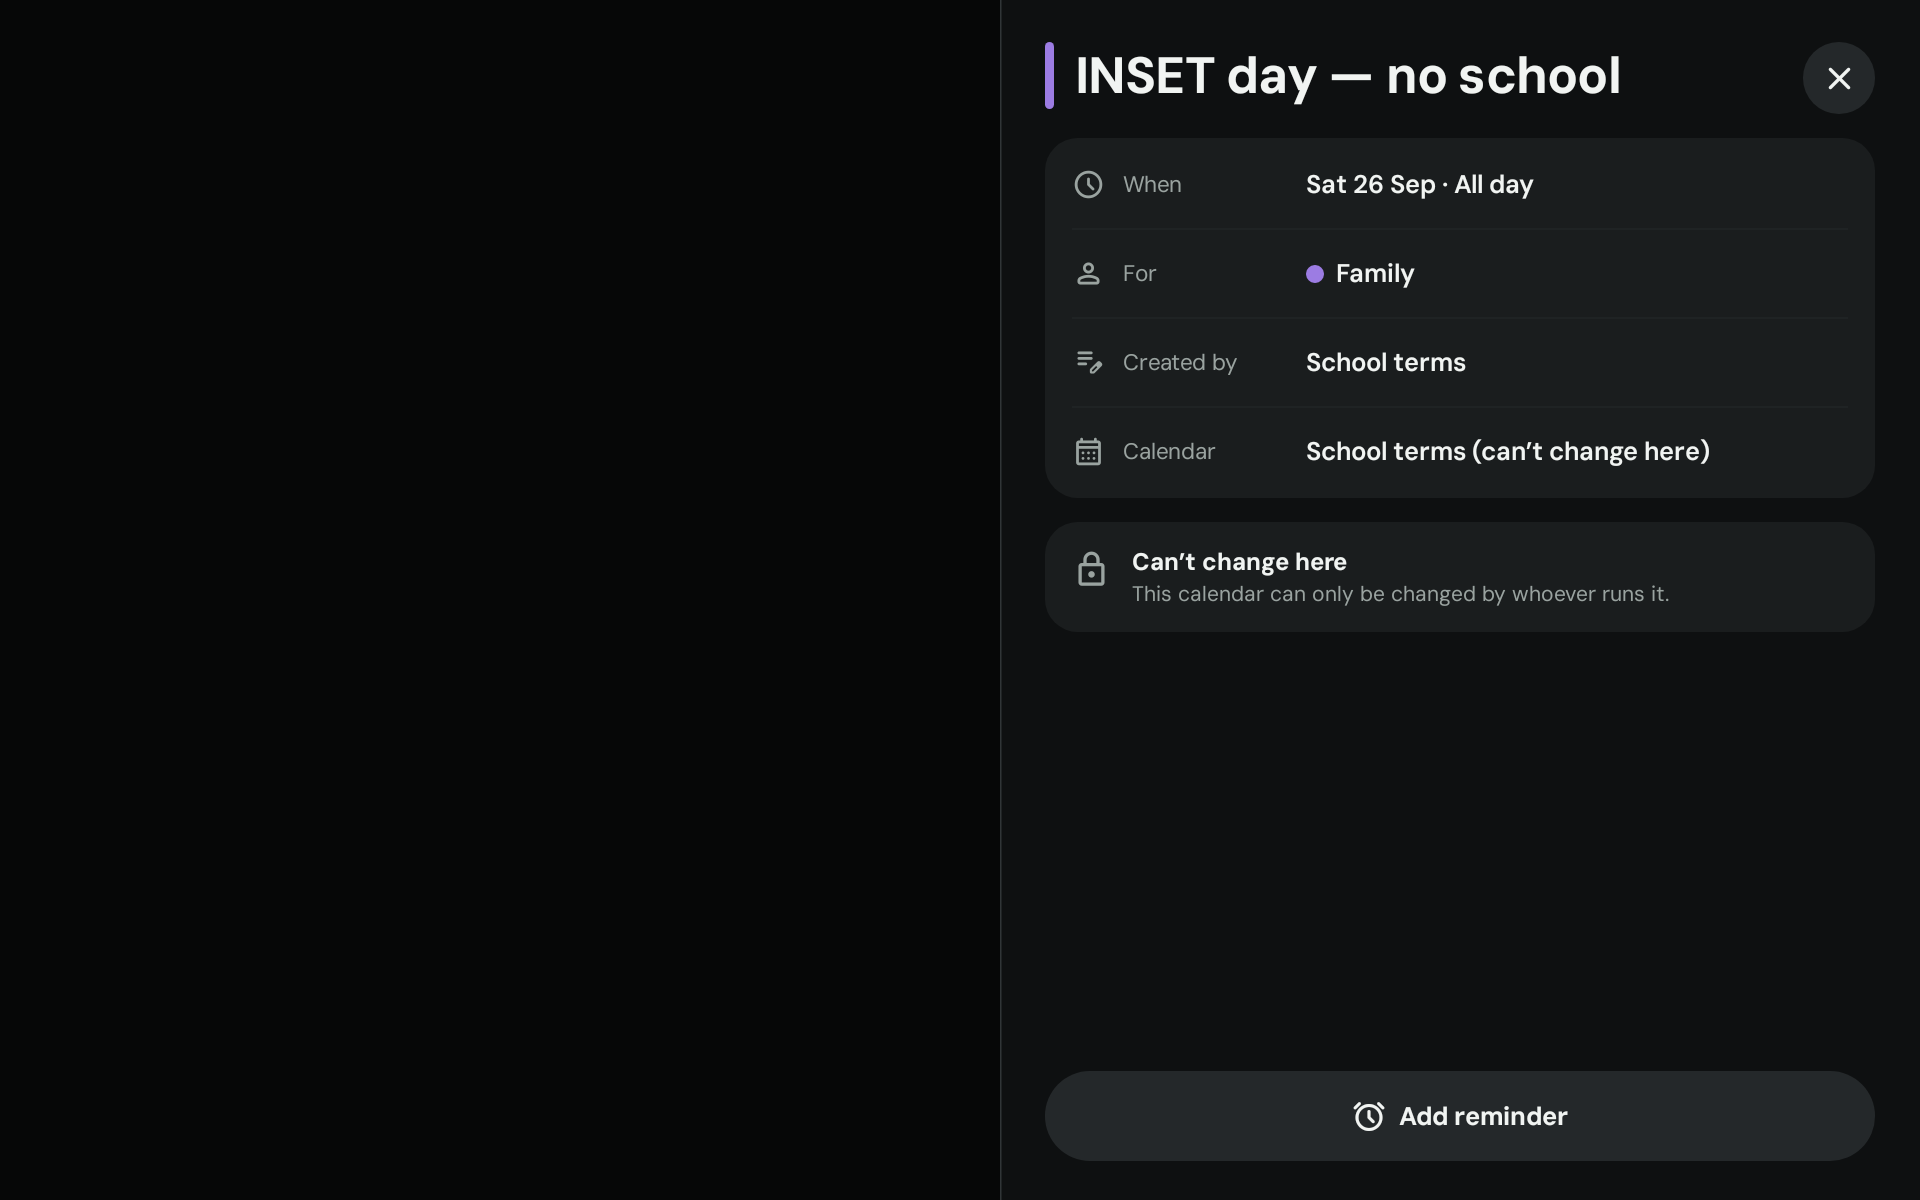 INSET day — no school
When
Sat 26 Sep · All day
For
Family
Created by
School terms
Calendar
School terms (can’t change here)
Can’t change here
This calendar can only be changed by whoever runs it.
Add reminder